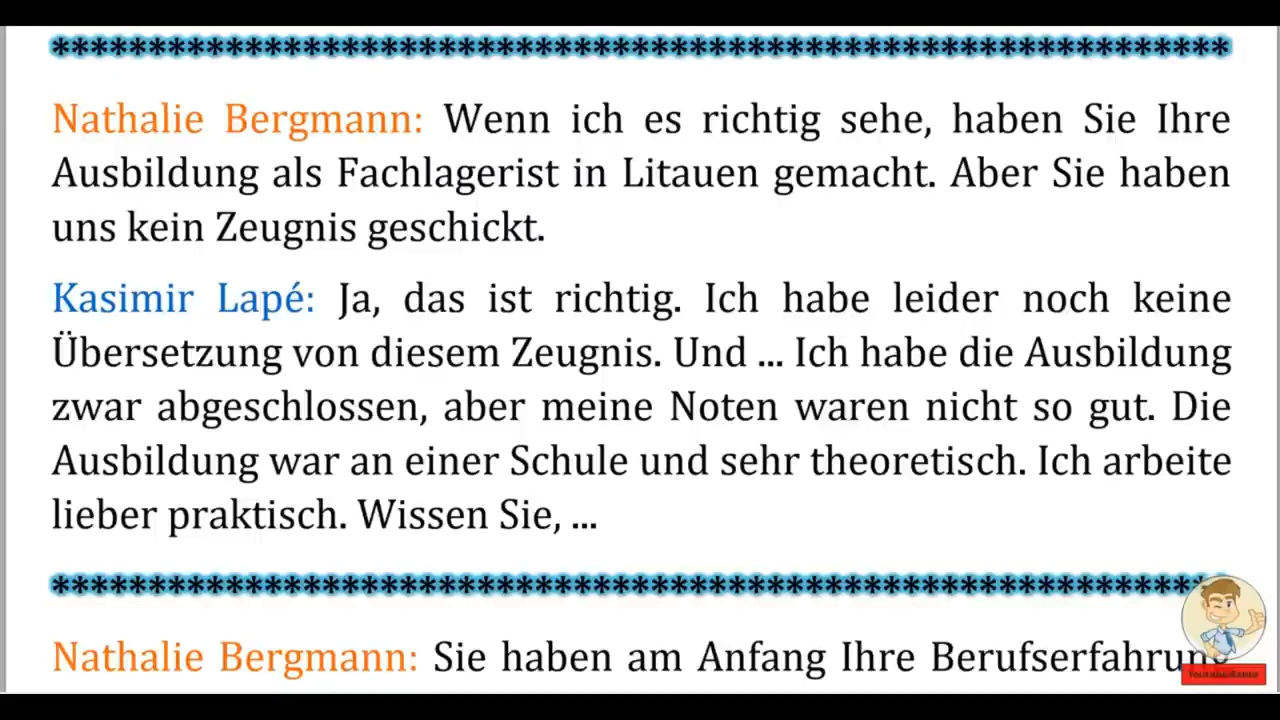 ************************************************************
Nathalie Bergmann: Wenn ich es richtig sehe, haben Sie Ihre
Ausbildung als Fachlagerist in Litauen gemacht. Aber Sie haben
uns kein Zeugnis geschickt.
Kasimir Lapé: Ja, das ist richtig. Ich habe leider noch keine
Übersetzung von diesem Zeugnis. Und ... Ich habe die Ausbildung
zwar abgeschlossen, aber meine Noten waren nicht so gut. Die
Ausbildung war an einer Schule und sehr theoretisch. Ich arbeite
lieber praktisch. Wissen Sie, ...
************************************************************
Nathalie Bergmann: Sie haben am Anfang Ihre Berufserfahrung